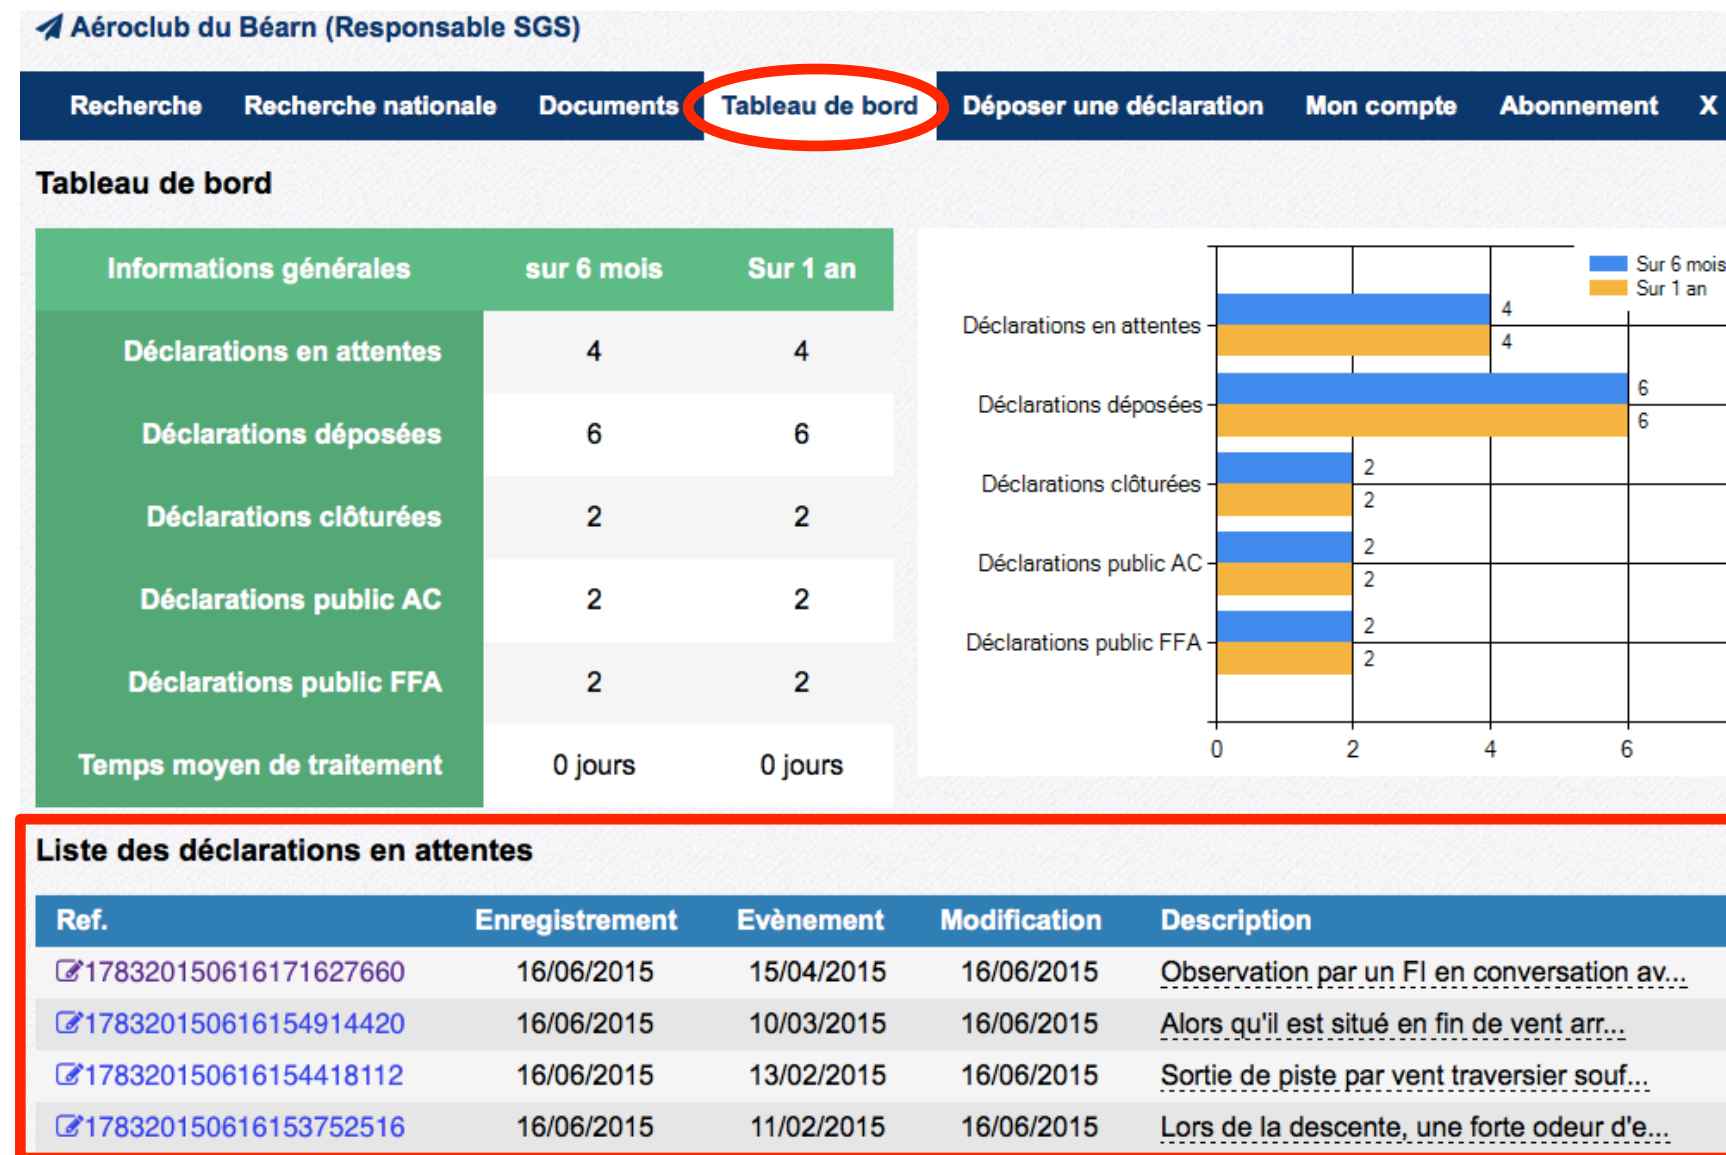 Aéroclub du Béarn (Responsable SGS)
Recherche Recherche nationale Documents Tableau de bord Déposer une déclaration Mon compte Abonnement X
Tableau de bord
Informations générales sur 6 mois Sur 1 an
Déclarations en attentes 4 4
Déclarations déposées 6 6
Déclarations clôturées 2 2
Déclarations public AC 2 2
Déclarations public FFA 2 2
Temps moyen de traitement 0 jours 0 jours
Sur 6 mois
Sur 1 an
Déclarations en attentes 4 4
Déclarations déposées 6 6
Déclarations clôturées 2 2
Déclarations public AC 2 2
Déclarations public FFA 2 2
0 2 4 6
Liste des déclarations en attentes
Ref. Enregistrement Evènement Modification Description
178320150616171627660 16/06/2015 15/04/2015 16/06/2015 Observation par un FI en conversation av...
178320150616154914420 16/06/2015 10/03/2015 16/06/2015 Alors qu'il est situé en fin de vent arr...
178320150616154418112 16/06/2015 13/02/2015 16/06/2015 Sortie de piste par vent traversier souf...
178320150616153752516 16/06/2015 11/02/2015 16/06/2015 Lors de la descente, une forte odeur d'e...